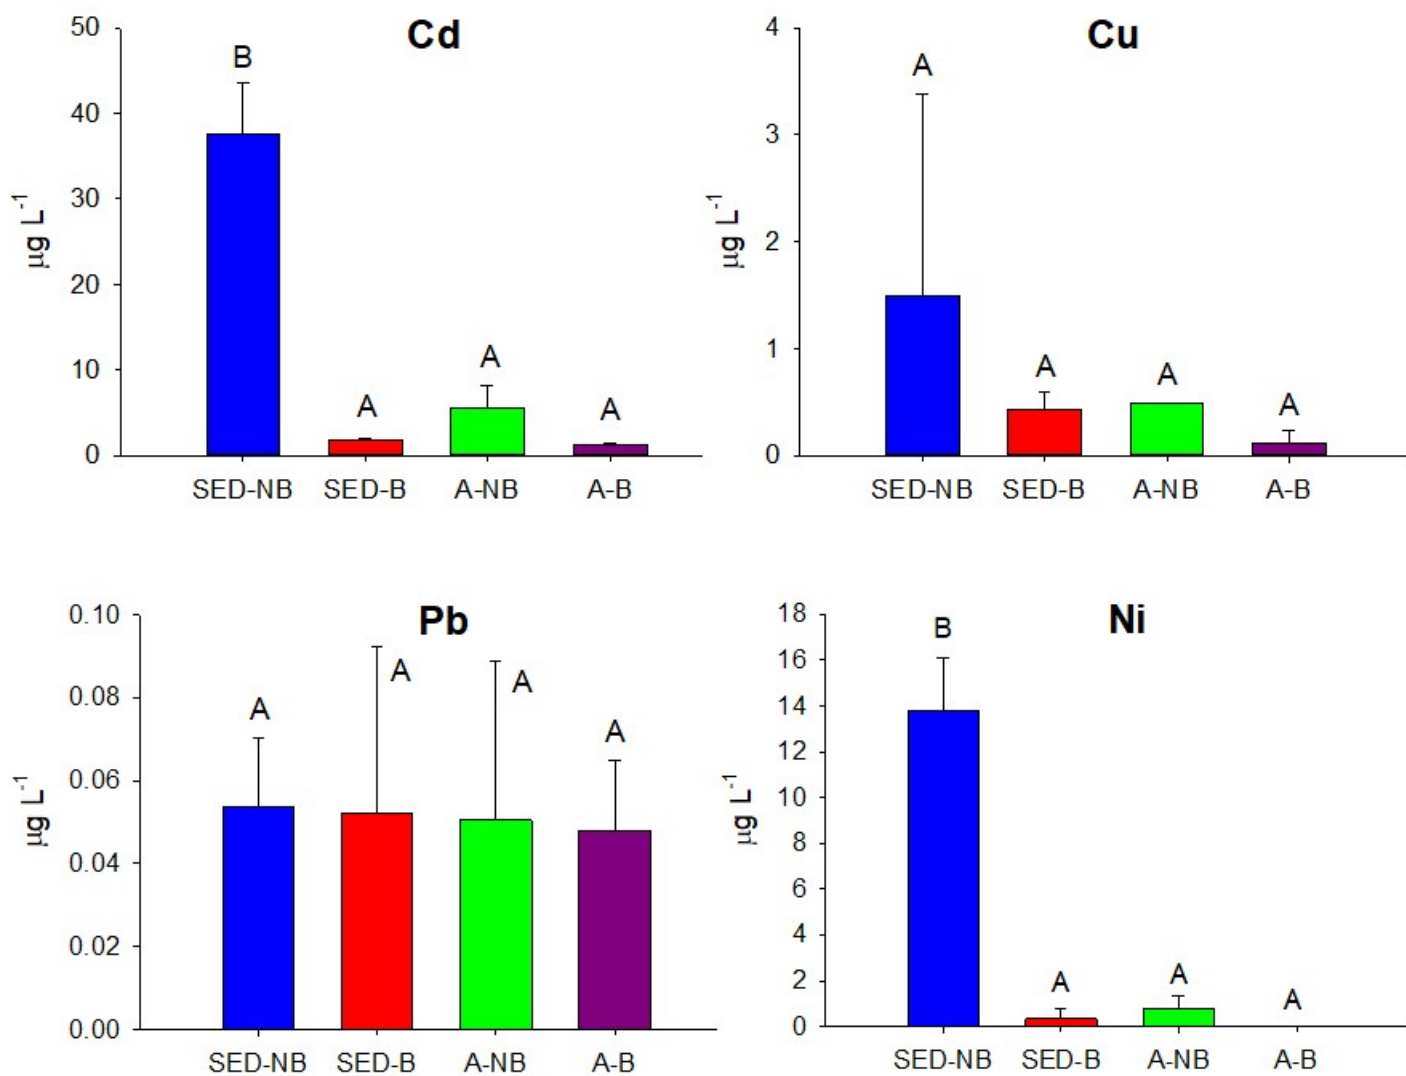 Cd
50
40
30
20
10
0
µg L⁻¹
B
A
A
A
SED-NB SED-B A-NB A-B
Cu
4
3
2
1
0
µg L⁻¹
A
A
A
A
SED-NB SED-B A-NB A-B
Pb
0.10
0.08
0.06
0.04
0.02
0.00
µg L⁻¹
A
A
A
A
SED-NB SED-B A-NB A-B
Ni
18
16
14
12
10
8
6
4
2
0
µg L⁻¹
B
A
A
A
SED-NB SED-B A-NB A-B